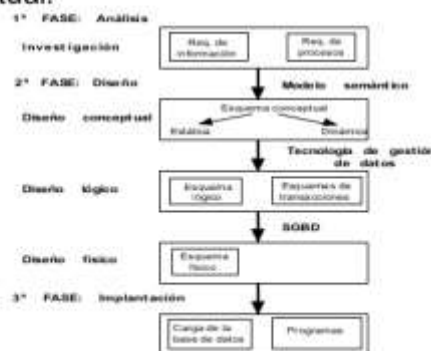 1ª FASE: Análisis
Investigación
Req. de información
Req. de procesos
2ª FASE: Diseño
Modelo semántico
Esquema conceptual
Diseño conceptual
Estática
Dinámica
Tecnología de gestión
de datos
Diseño lógico
Esquema lógico
Esquemas de transacciones
SGBD
Diseño físico
Esquema físico
3ª FASE: Implantación
Carga de la base de datos
Programas